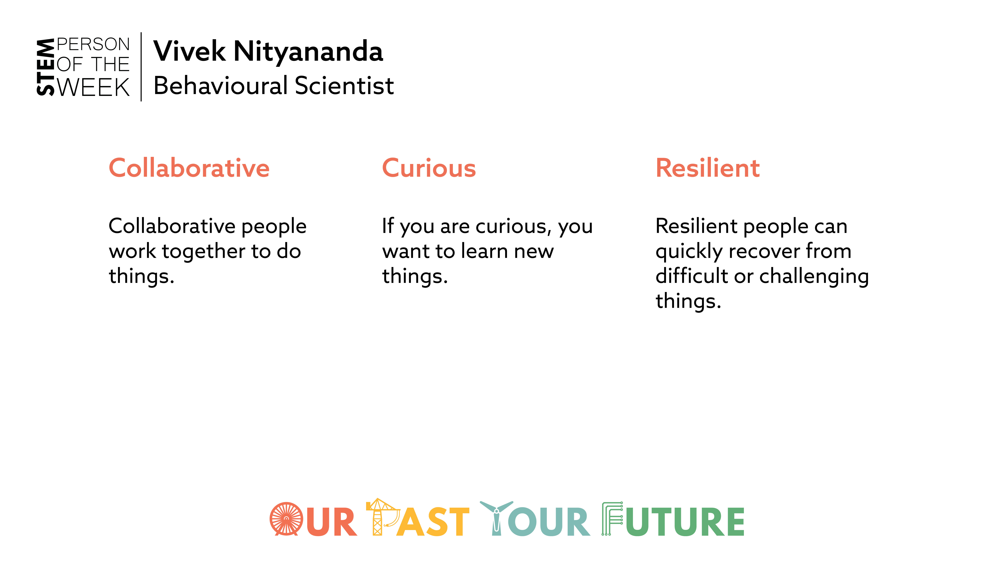 STEM
PERSON
OF THE
WEEK
Vivek Nityananda
Behavioural Scientist
Collaborative
Collaborative people
work together to do
things.
Curious
If you are curious, you
want to learn new
things.
Resilient
Resilient people can
quickly recover from
difficult or challenging
things.
OUR PAST YOUR FUTURE